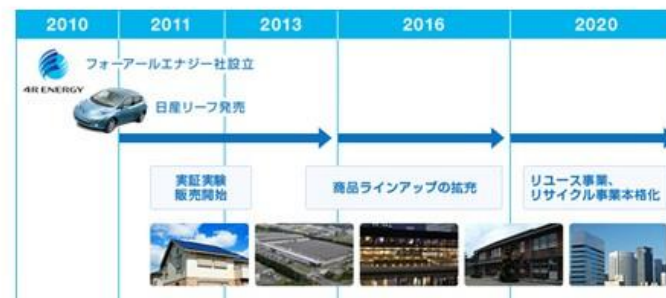 2010 2011 2013 2016 2020
4R ENERGY
フォーアールエナジー社設立
日産リーフ発売
実証実験
販売開始
商品ラインアップの拡充
リユース事業、
リサイクル事業本格化